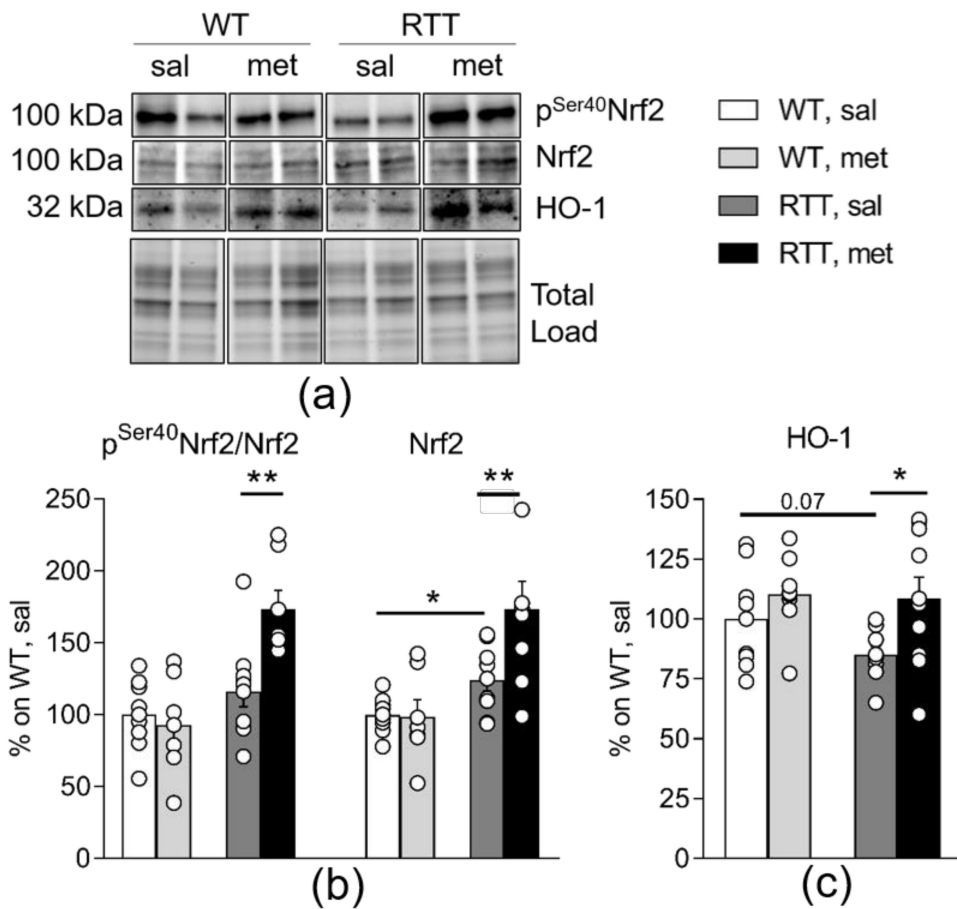 WT RTT
sal met sal met
100 kDa pSer40Nrf2
100 kDa Nrf2
32 kDa HO-1
Total
Load
WT, sal
WT, met
RTT, sal
RTT, met
(a)
pSer40Nrf2/Nrf2 Nrf2
** ** *
% on WT, sal
250
200
150
100
50
0
(b)
HO-1
0.07 *
% on WT, sal
150
125
100
75
50
25
0
(c)